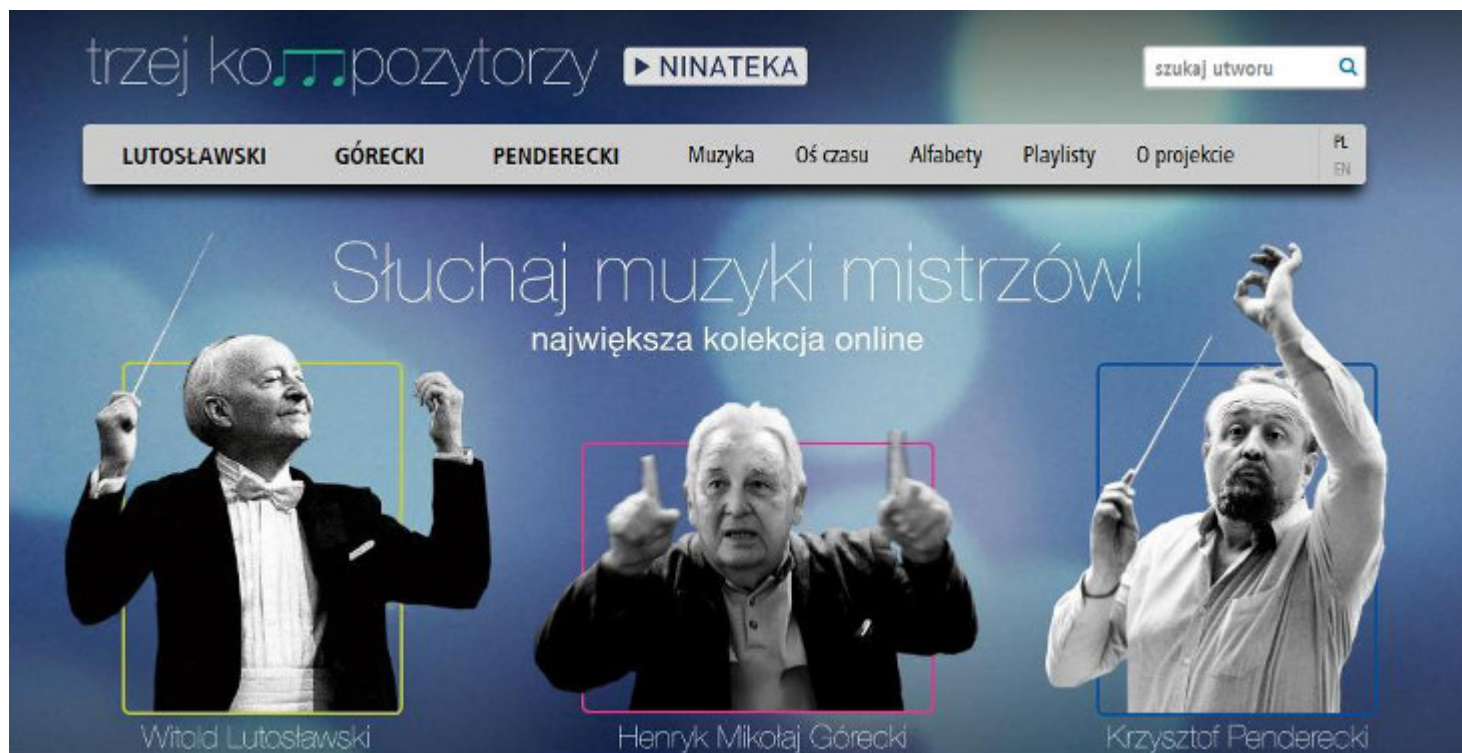 trzej kompozytorzy NINATEKA
szukaj utworu
LUTOSŁAWSKI GÓRECKI PENDERECKI Muzyka Oś czasu Alfabety Playlisty O projekcie PL
EN
Słuchaj muzyki mistrzów!
największa kolekcja online
Witold Lutosławski Henryk Mikołaj Górecki Krzysztof Penderecki